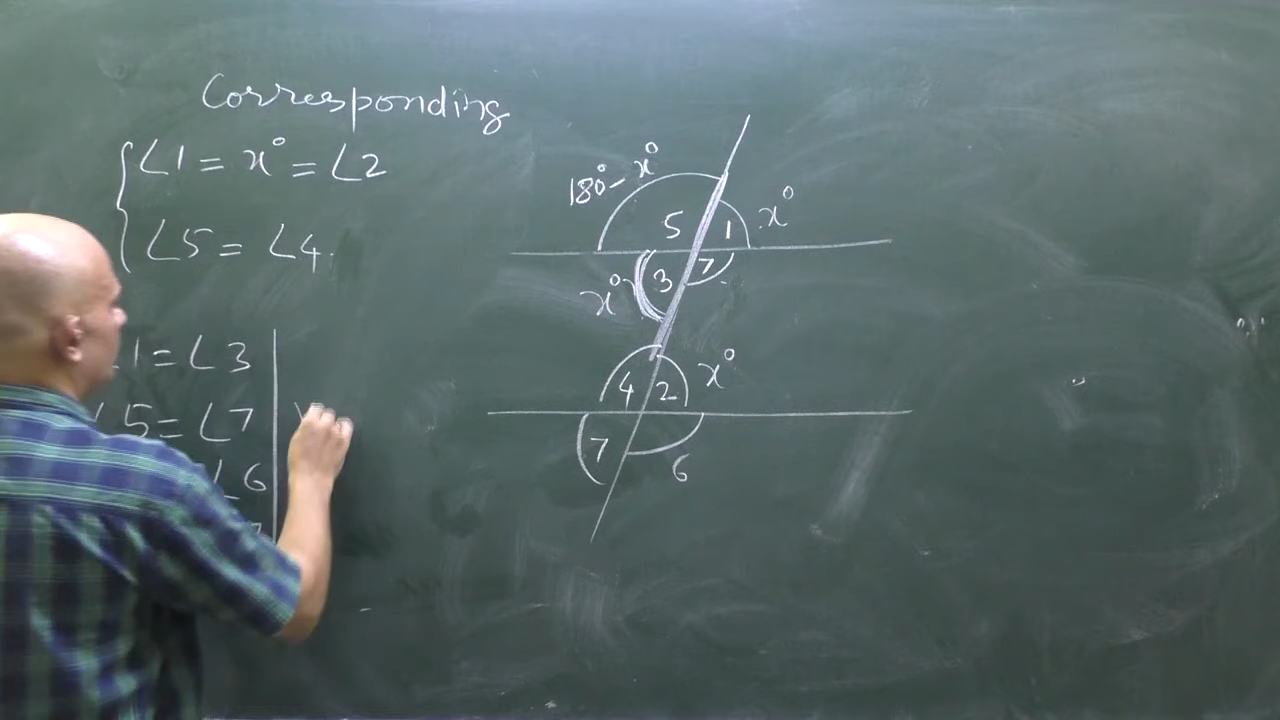 Corresponding
∠1 = x° = ∠2
∠5 = ∠4.
1 = ∠3
5 = ∠7
∠6
7
180° - x°
5 1 x°
x° 3 7
4 2 x°
7 6